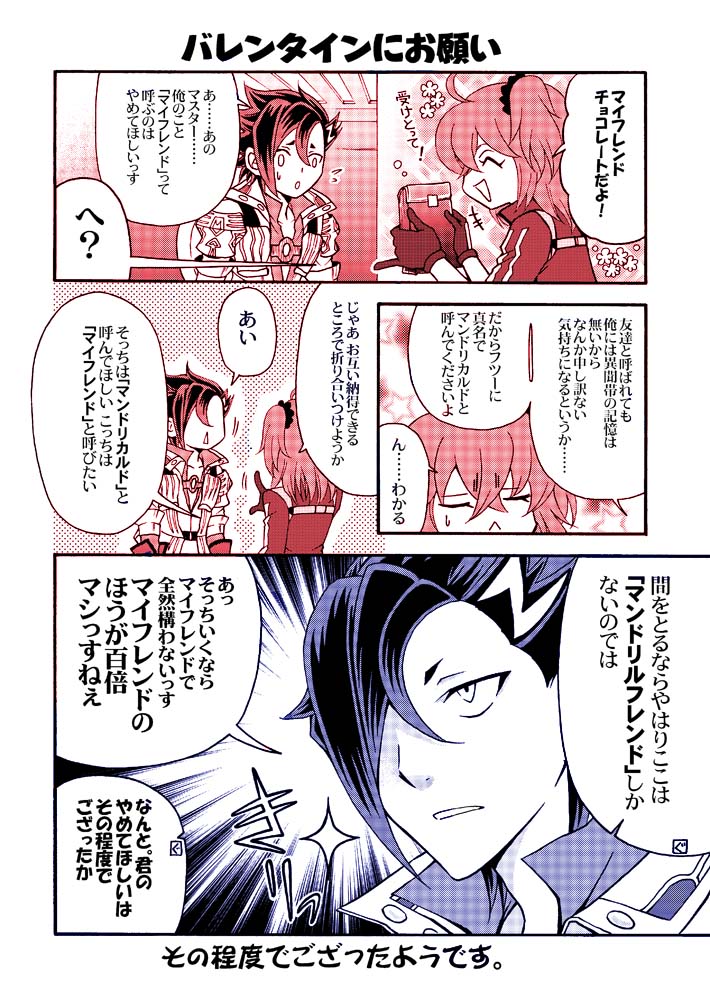 バレンタインにお願い
マイフレンド
チョコレートだよ!
受けとって!
あ……あの
マスター……
俺のこと
「マイフレンド」って
呼ぶのは
やめてほしいっす
へ?
友達と呼ばれても
俺には異聞帯の記憶は
無いから
なんか申し訳ない
気持ちになるというか……
だからフツーに
真名で
マンドリカルドと
呼んでくださいよ
ん……わかる
じゃあ お互い納得できる
ところで折り合いつけようか
あい
そっちは「マンドリカルド」と
呼んでほしい こっちは
「マイフレンド」と呼びたい
間をとるならやはりここは
「マンドリルフレンド」しか
ないのでは
ぐ
あっ
そっちいくなら
マイフレンドで
全然構わないっす
マイフレンドの
ほうが百倍
マシっすねえ
キリッ
なんと。君の
やめてほしいは
その程度で
ござったか
ぐ
その程度でござったようです。